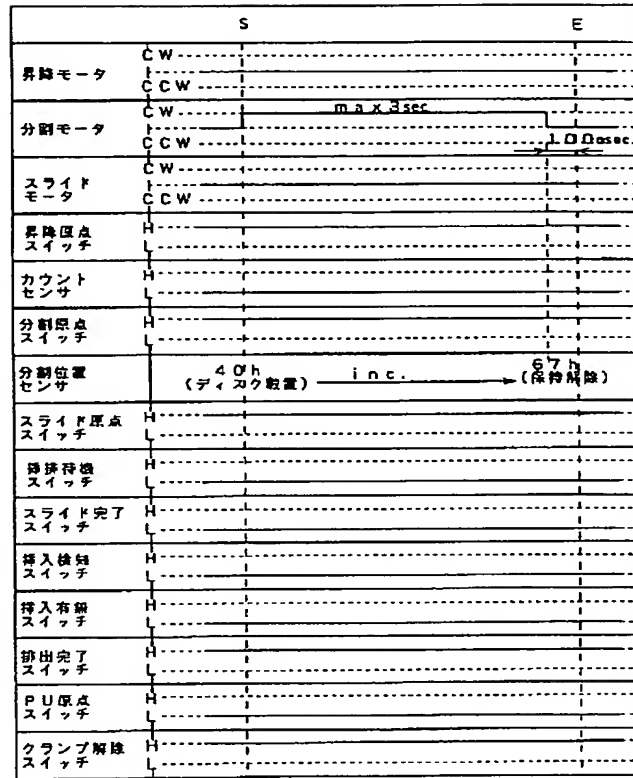 S E
昇降モータ CW
CCW
分割モータ CW max 3sec
CCW 100msec.
スライドモータ CW
CCW
昇降原点スイッチ H
L
カウントセンサ H
L
分割原点スイッチ H
L
分割位置センサ 40h inc. 67h
(ディスク載置) (保持解除)
スライド原点スイッチ H
L
挿排待機スイッチ H
L
スライド完了スイッチ H
L
挿入検知スイッチ H
L
挿入有無スイッチ H
L
排出完了スイッチ H
L
PU原点スイッチ H
L
クランプ解除スイッチ H
L